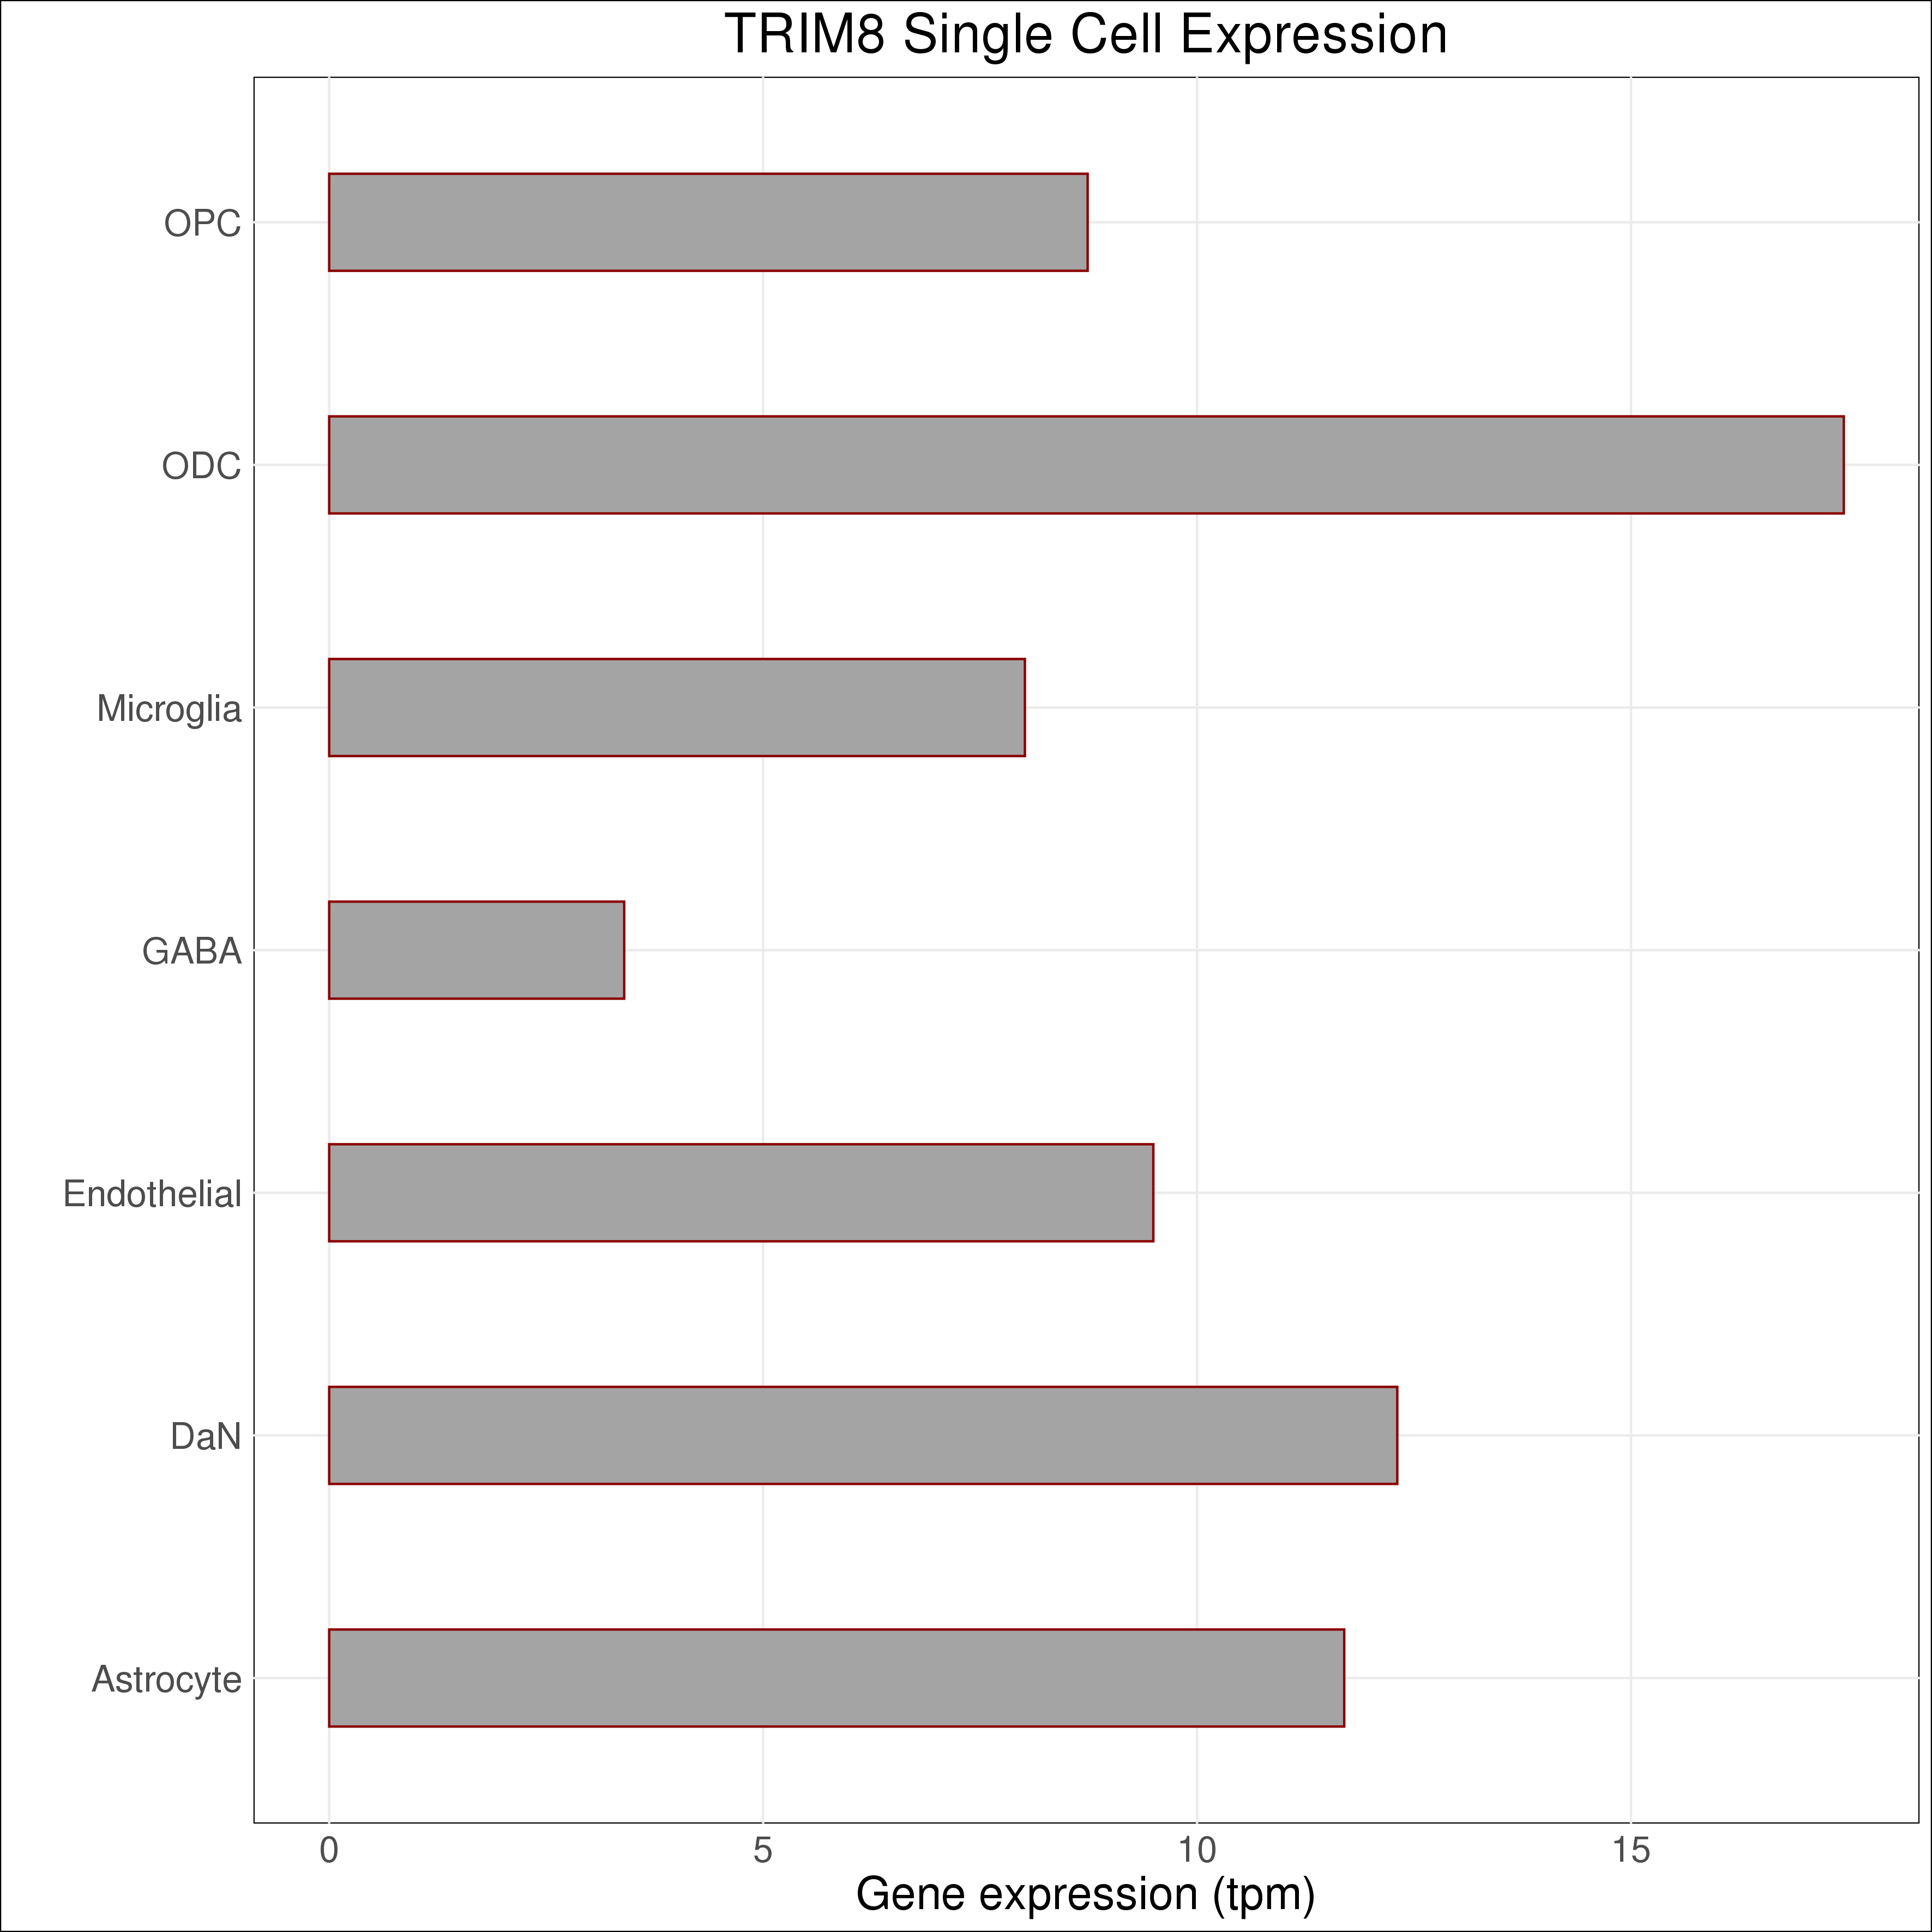 TRIM8 Single Cell Expression
OPC
ODC
Microglia
GABA
Endothelial
DaN
Astrocyte
0 5 10 15
Gene expression (tpm)